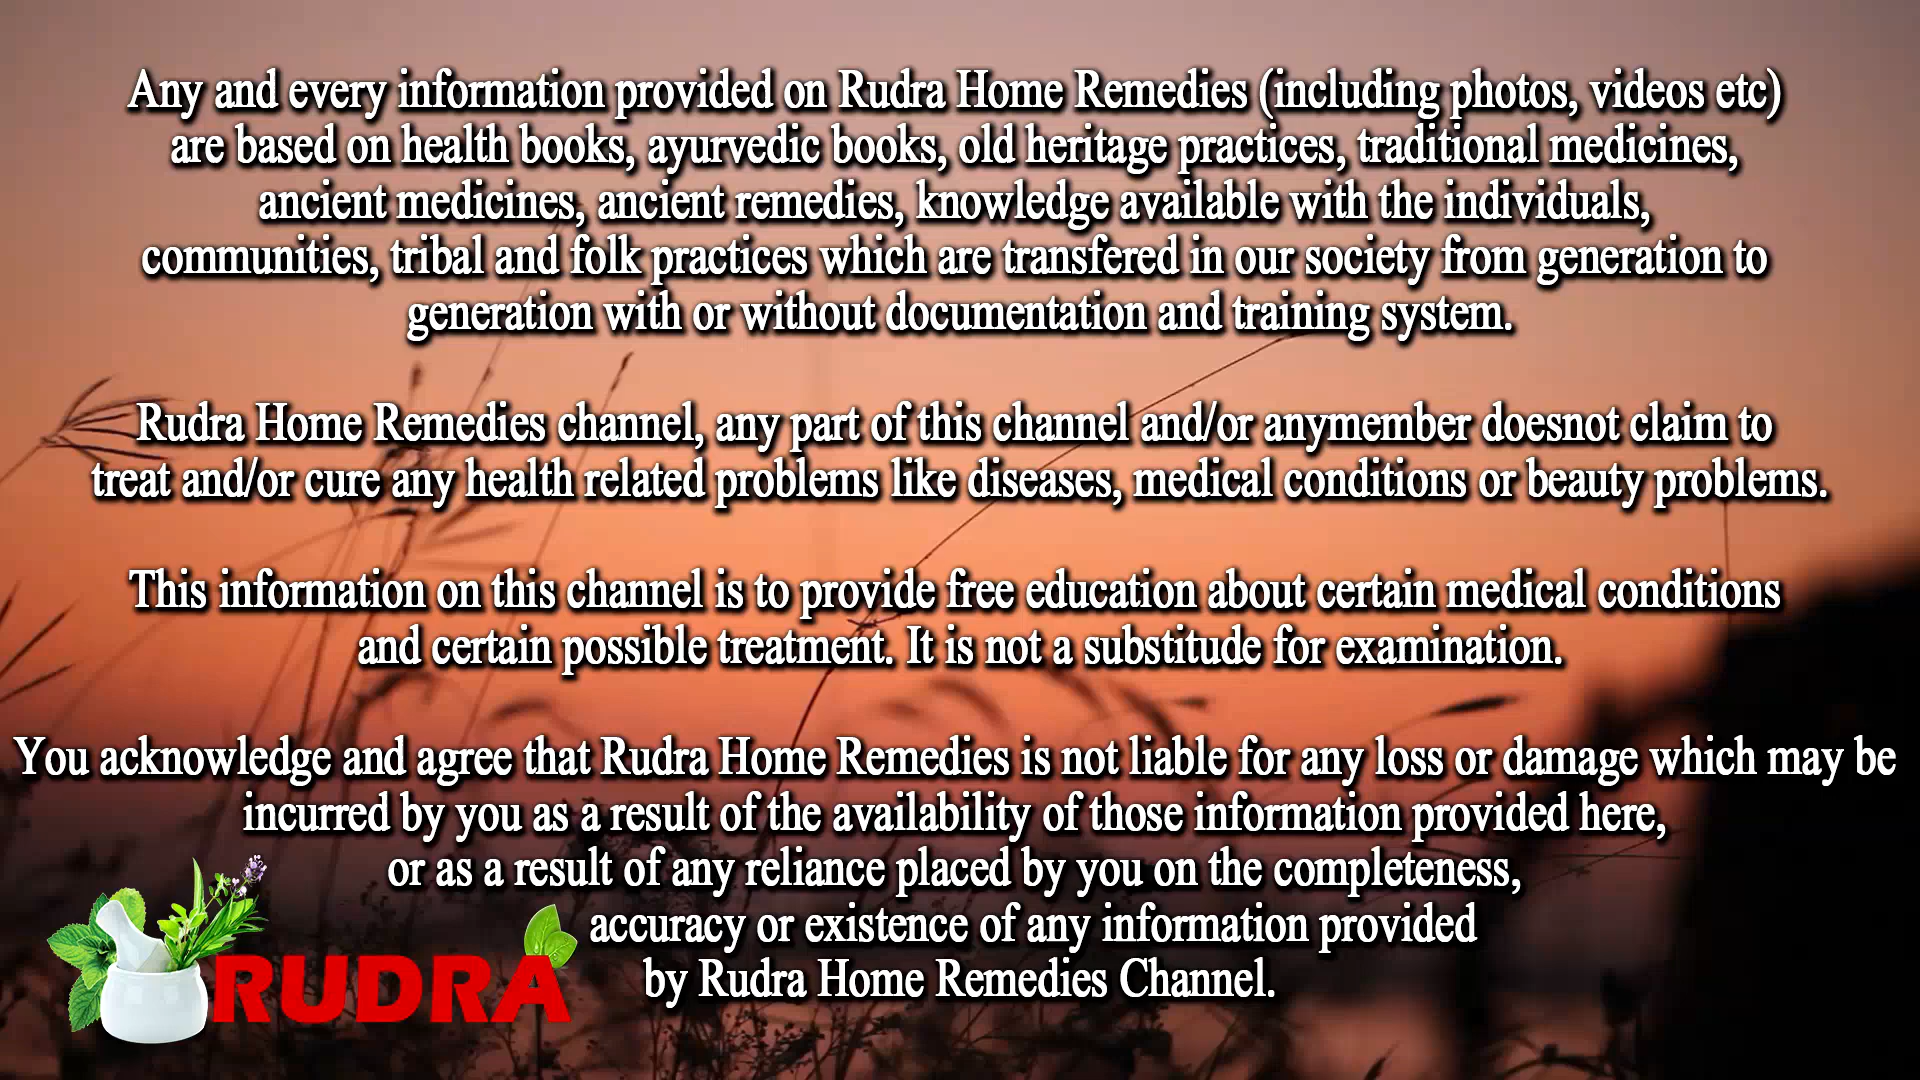 Any and every information provided on Rudra Home Remedies (including photos, videos etc)
are based on health books, ayurvedic books, old heritage practices, traditional medicines,
ancient medicines, ancient remedies, knowledge available with the individuals,
communities, tribal and folk practices which are transfered in our society from generation to
generation with or without documentation and training system.
Rudra Home Remedies channel, any part of this channel and/or anymember doesnot claim to
treat and/or cure any health related problems like diseases, medical conditions or beauty problems.
This information on this channel is to provide free education about certain medical conditions
and certain possible treatment. It is not a substitude for examination.
You acknowledge and agree that Rudra Home Remedies is not liable for any loss or damage which may be
incurred by you as a result of the availability of those information provided here,
or as a result of any reliance placed by you on the completeness,
accuracy or existence of any information provided
by Rudra Home Remedies Channel.
RUDRA